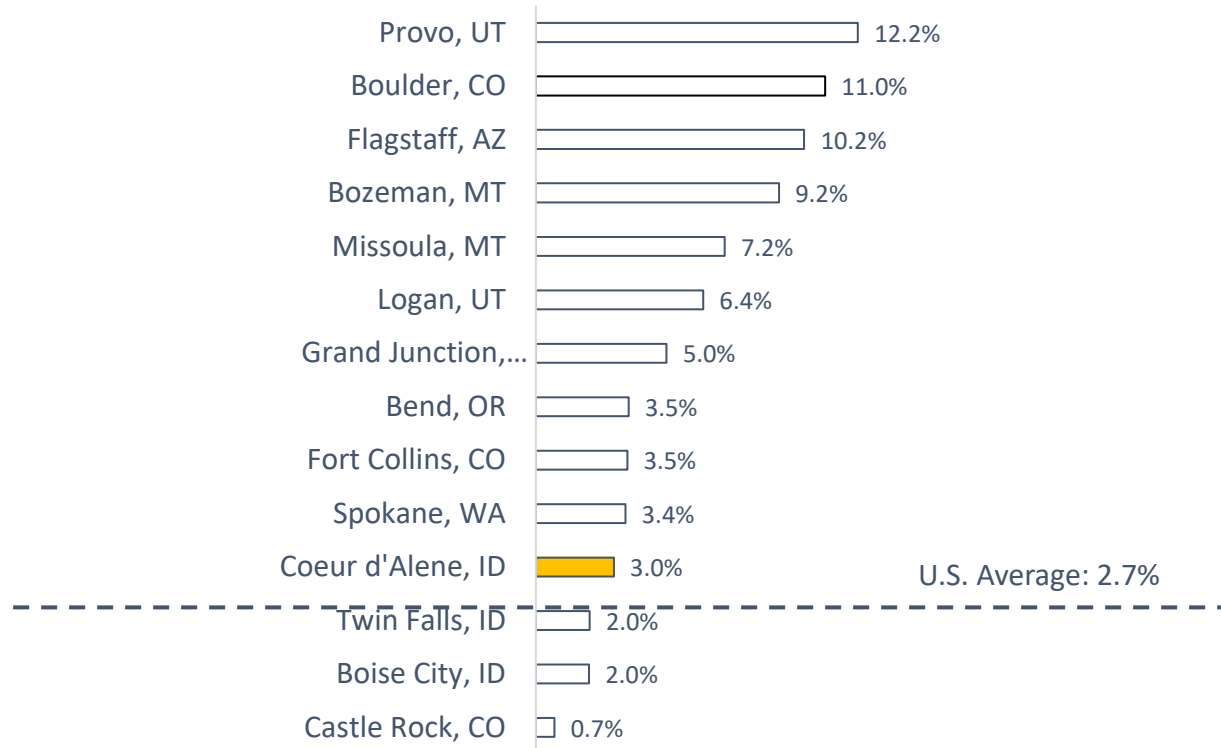 Provo, UT 12.2%
Boulder, CO 11.0%
Flagstaff, AZ 10.2%
Bozeman, MT 9.2%
Missoula, MT 7.2%
Logan, UT 6.4%
Grand Junction,... 5.0%
Bend, OR 3.5%
Fort Collins, CO 3.5%
Spokane, WA 3.4%
Coeur d'Alene, ID 3.0%
U.S. Average: 2.7%
Twin Falls, ID 2.0%
Boise City, ID 2.0%
Castle Rock, CO 0.7%